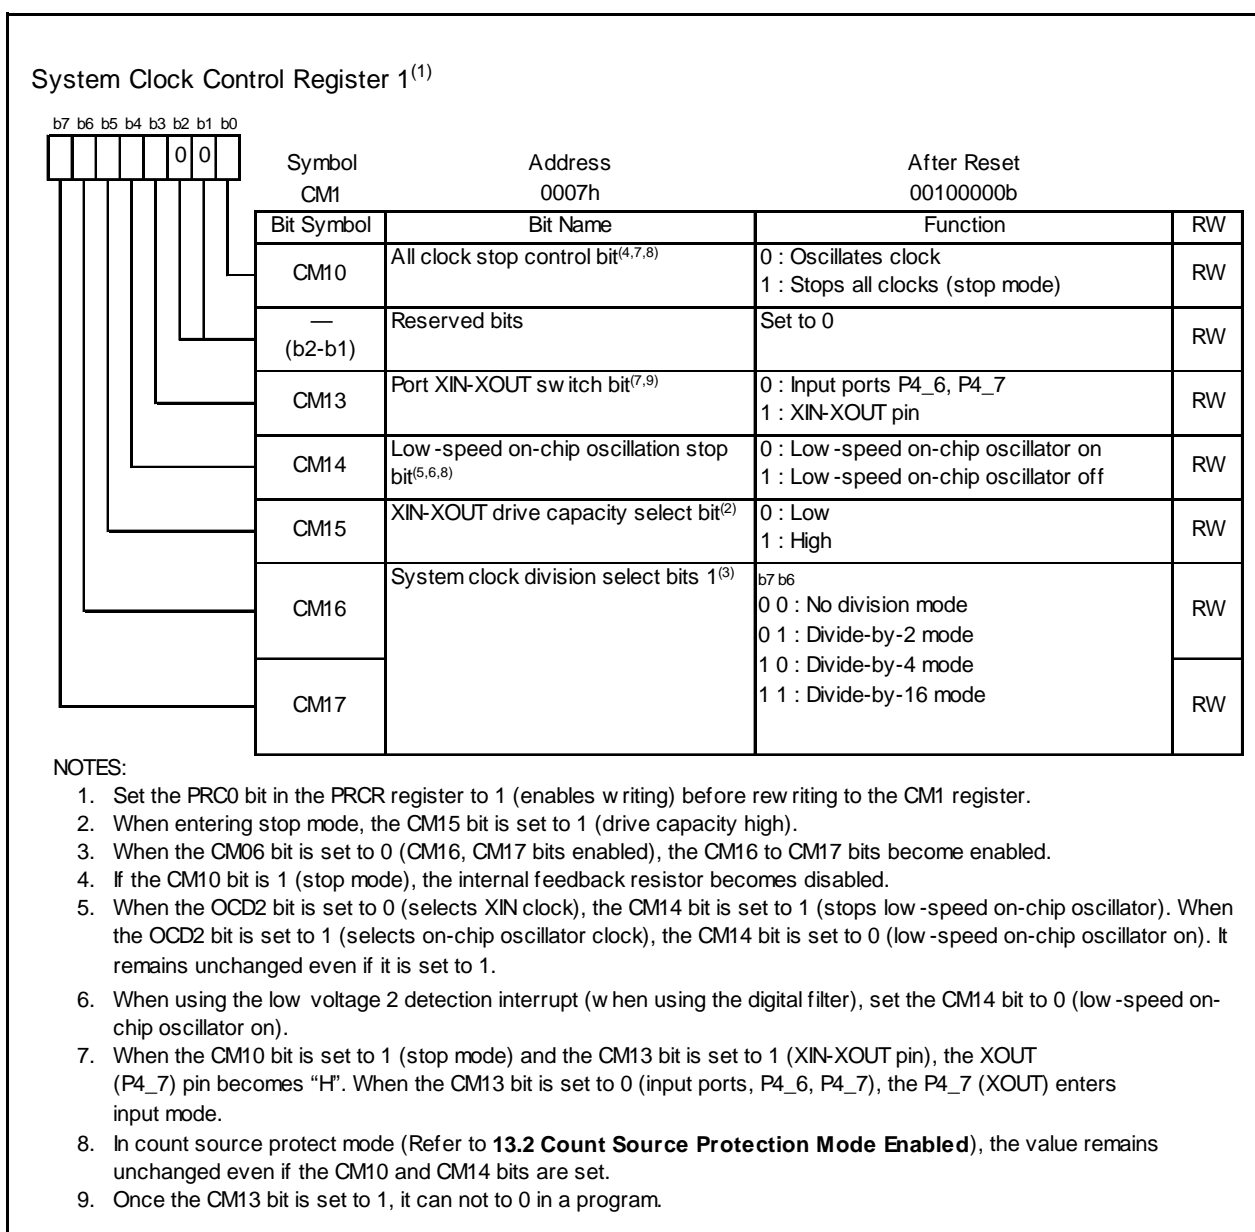 System Clock Control Register 1(1)
b7 b6 b5 b4 b3 b2 b1 b0
0 0
Symbol Address After Reset
CM1 0007h 00100000b
Bit Symbol Bit Name Function RW
CM10 All clock stop control bit(4,7,8) 0 : Oscillates clock RW
1 : Stops all clocks (stop mode)
— Reserved bits Set to 0 RW
(b2-b1)
CM13 Port XIN-XOUT switch bit(7,9) 0 : Input ports P4_6, P4_7 RW
1 : XIN-XOUT pin
CM14 Low-speed on-chip oscillation stop 0 : Low-speed on-chip oscillator on RW
bit(5,6,8) 1 : Low-speed on-chip oscillator off
CM15 XIN-XOUT drive capacity select bit(2) 0 : Low RW
1 : High
System clock division select bits 1(3) b7 b6
CM16 0 0 : No division mode RW
0 1 : Divide-by-2 mode
1 0 : Divide-by-4 mode
CM17 1 1 : Divide-by-16 mode RW
NOTES:
1. Set the PRC0 bit in the PRCR register to 1 (enables writing) before rewriting to the CM1 register.
2. When entering stop mode, the CM15 bit is set to 1 (drive capacity high).
3. When the CM06 bit is set to 0 (CM16, CM17 bits enabled), the CM16 to CM17 bits become enabled.
4. If the CM10 bit is 1 (stop mode), the internal feedback resistor becomes disabled.
5. When the OCD2 bit is set to 0 (selects XIN clock), the CM14 bit is set to 1 (stops low-speed on-chip oscillator). When
the OCD2 bit is set to 1 (selects on-chip oscillator clock), the CM14 bit is set to 0 (low-speed on-chip oscillator on). It
remains unchanged even if it is set to 1.
6. When using the low voltage 2 detection interrupt (when using the digital filter), set the CM14 bit to 0 (low-speed on-
chip oscillator on).
7. When the CM10 bit is set to 1 (stop mode) and the CM13 bit is set to 1 (XIN-XOUT pin), the XOUT
(P4_7) pin becomes “H”. When the CM13 bit is set to 0 (input ports, P4_6, P4_7), the P4_7 (XOUT) enters
input mode.
8. In count source protect mode (Refer to 13.2 Count Source Protection Mode Enabled), the value remains
unchanged even if the CM10 and CM14 bits are set.
9. Once the CM13 bit is set to 1, it can not to 0 in a program.